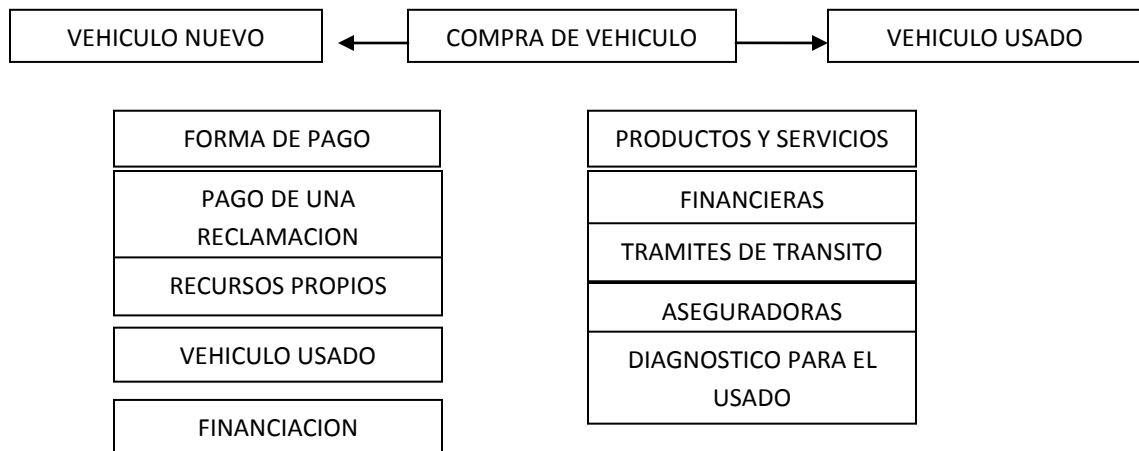 VEHICULO NUEVO
COMPRA DE VEHICULO
VEHICULO USADO
FORMA DE PAGO
PAGO DE UNA
RECLAMACION
RECURSOS PROPIOS
VEHICULO USADO
FINANCIACION
PRODUCTOS Y SERVICIOS
FINANCIERAS
TRAMITES DE TRANSITO
ASEGURADORAS
DIAGNOSTICO PARA EL
USADO